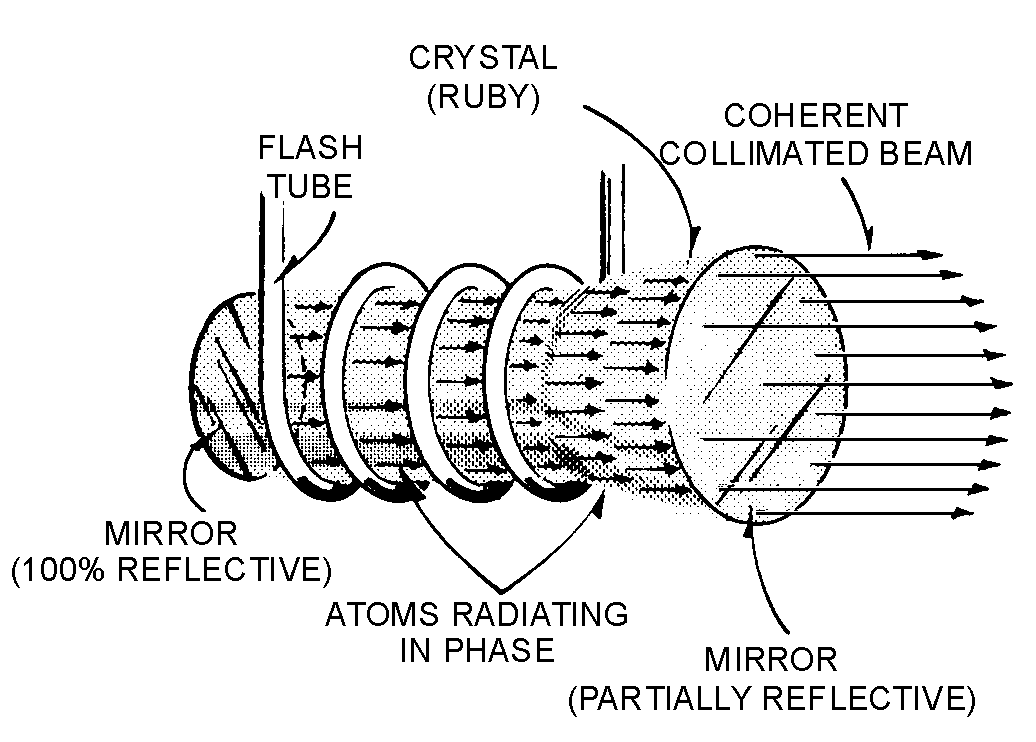 CRYSTAL
(RUBY)
COHERENT
COLLIMATED BEAM
FLASH
TUBE
MIRROR
(100% REFLECTIVE)
ATOMS RADIATING
IN PHASE
MIRROR
(PARTIALLY REFLECTIVE)